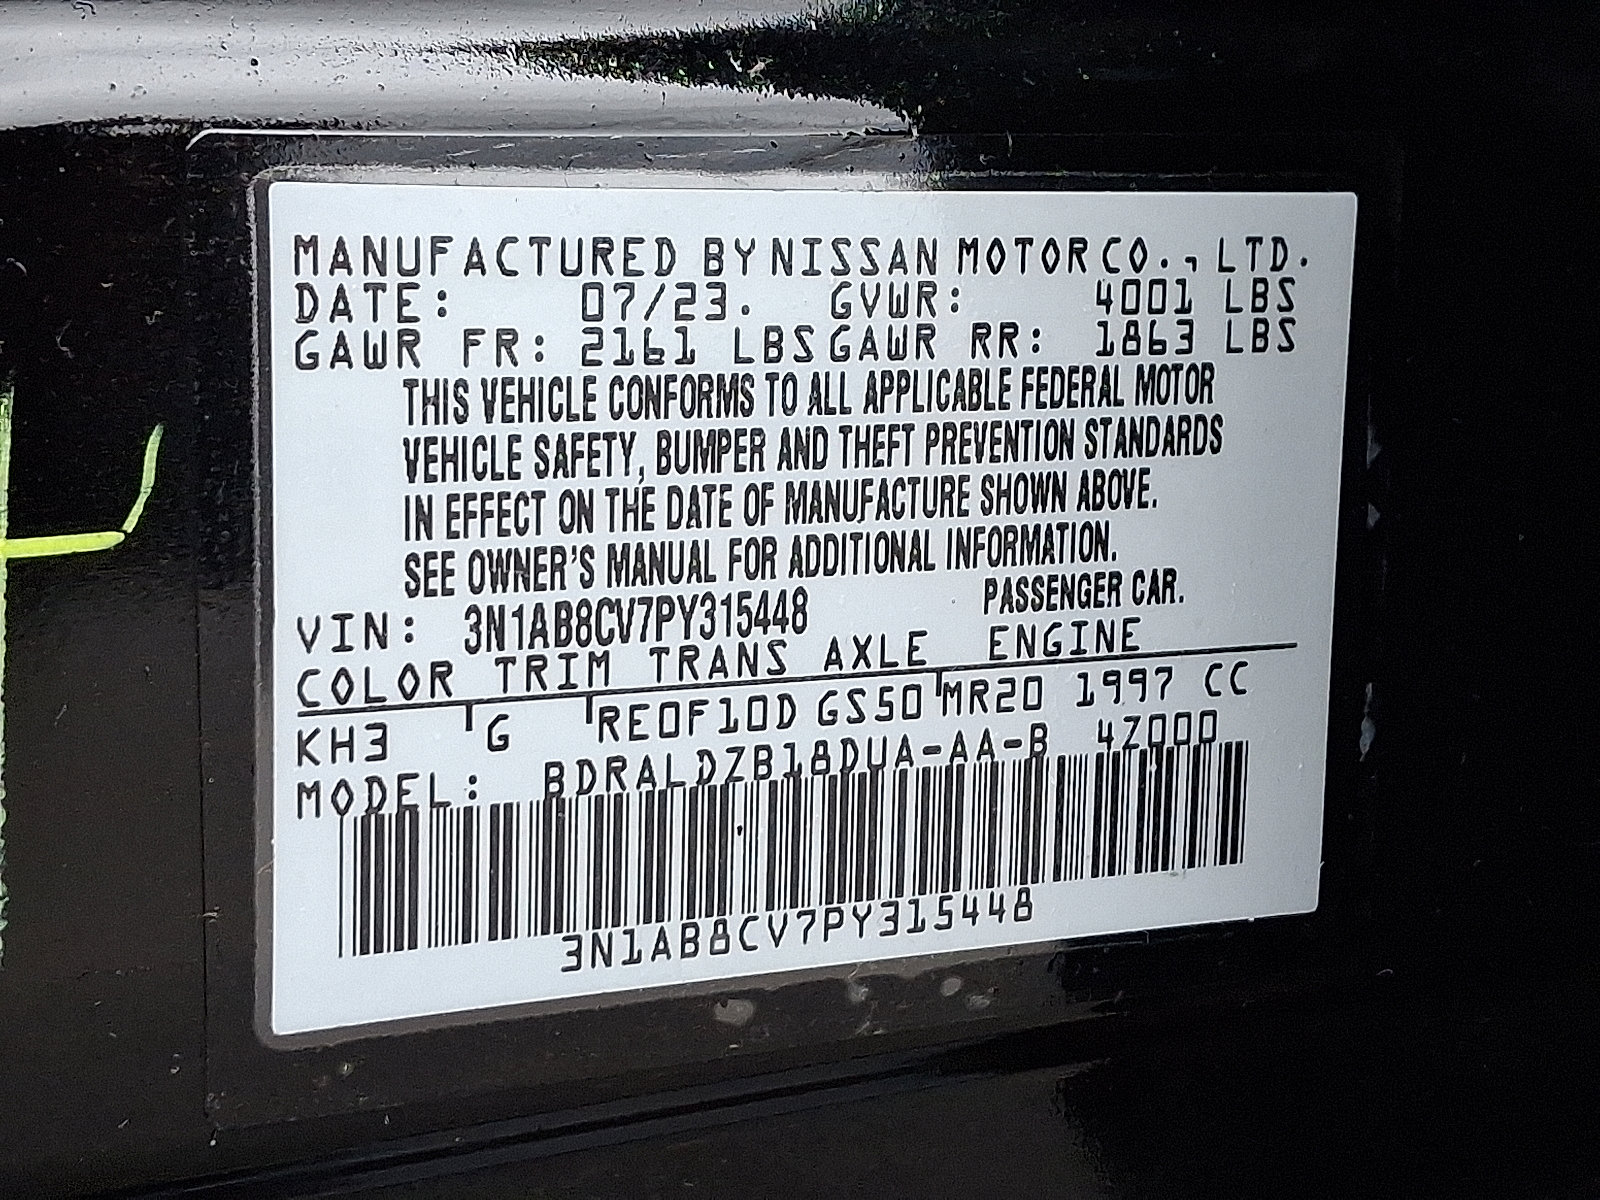 MANUFACTURED BY NISSAN MOTOR CO., LTD.
DATE: 07/23. GVWR: 4001 LBS
GAWR FR: 2161 LBS GAWR RR: 1863 LBS
THIS VEHICLE CONFORMS TO ALL APPLICABLE FEDERAL MOTOR
VEHICLE SAFETY, BUMPER AND THEFT PREVENTION STANDARDS
IN EFFECT ON THE DATE OF MANUFACTURE SHOWN ABOVE.
SEE OWNER'S MANUAL FOR ADDITIONAL INFORMATION.
VIN: 3N1AB8CV7PY315448 PASSENGER CAR.
COLOR TRIM TRANS AXLE ENGINE
KH3 G RE0F10D GS50 MR20 1997 CC
MODEL: BDRALDZB18DUA-AA-B 4Z000
3N1AB8CV7PY315448